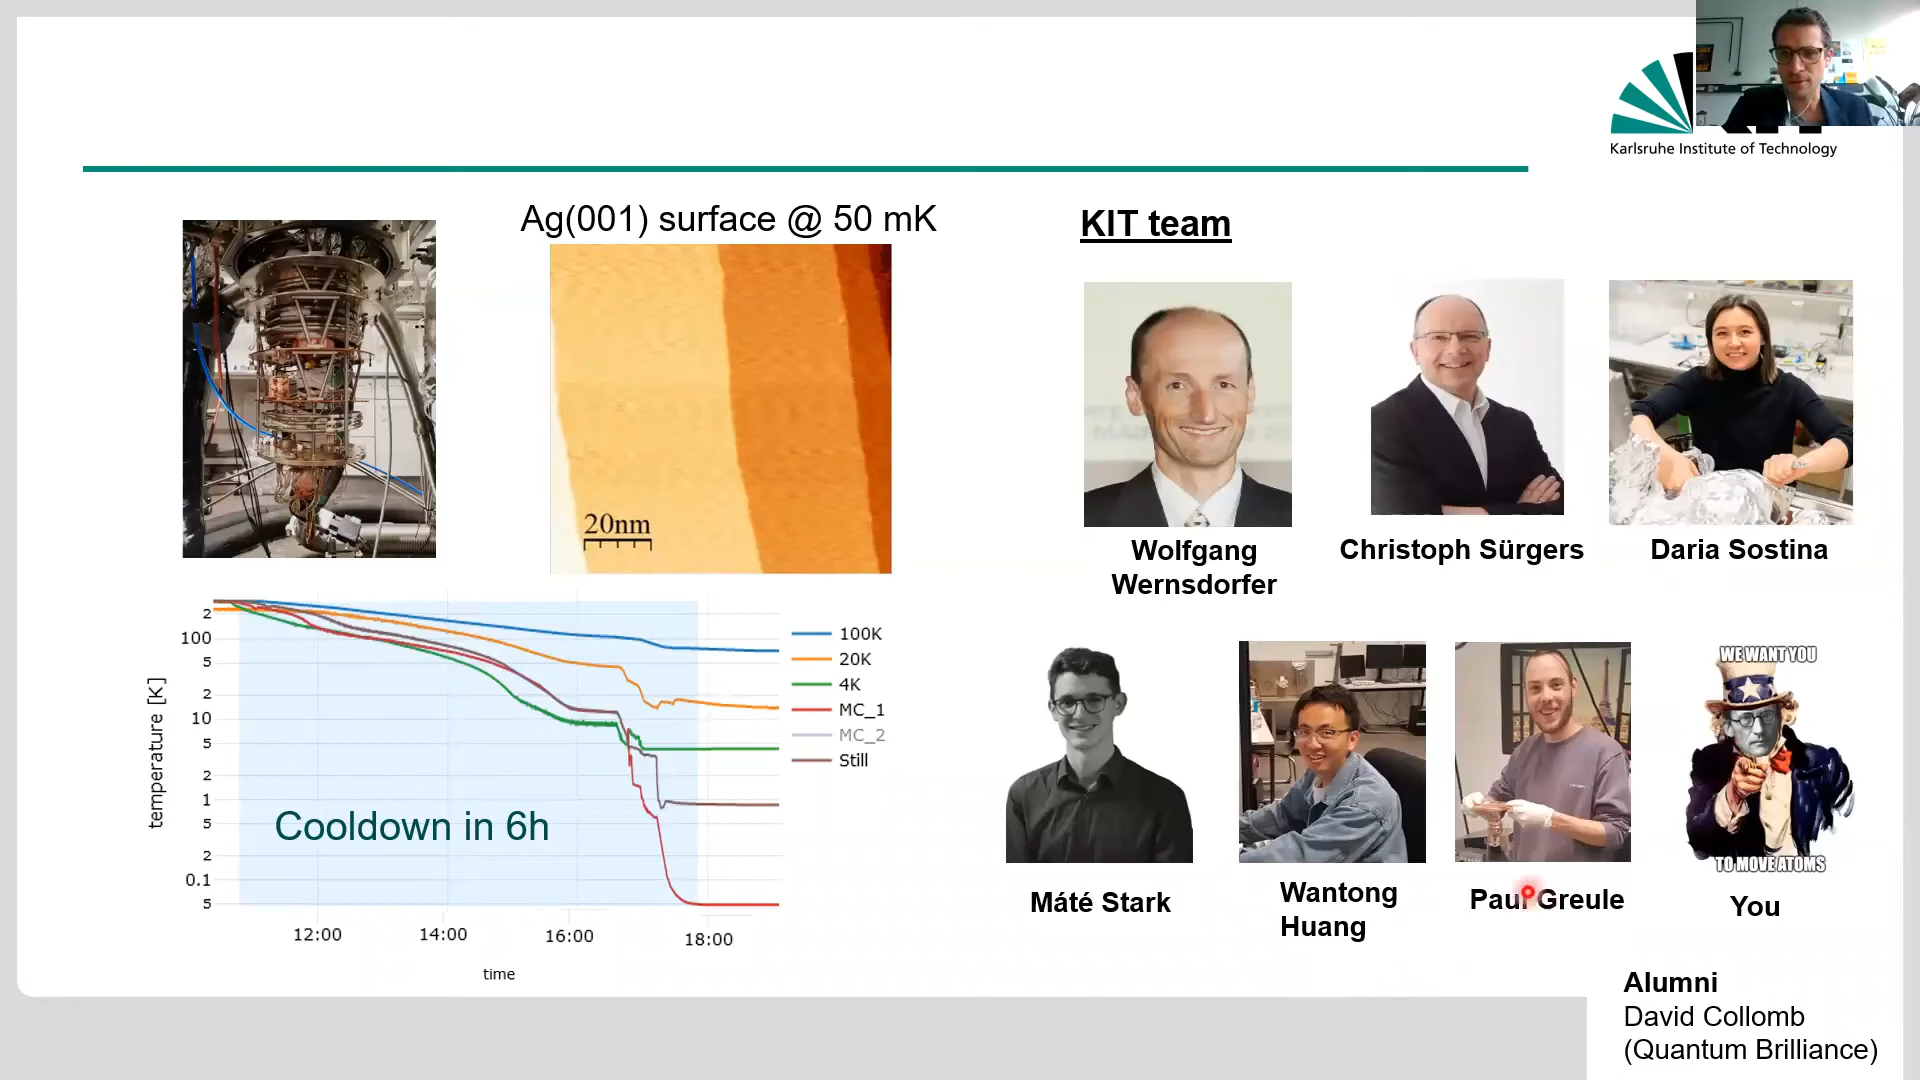 Karlsruhe Institute of Technology
Ag(001) surface @ 50 mK
20nm
KIT team
Wolfgang
Wernsdorfer
Christoph Sürgers
Daria Sostina
WE WANT YOU
TO MOVE ATOMS
Máté Stark
Wantong
Huang
Paul Greule
You
Alumni
David Collomb
(Quantum Brilliance)
temperature [K]
2
100
5
2
10
5
2
1
5
2
0.1
5
Cooldown in 6h
12:00
14:00
16:00
18:00
time
100K
20K
4K
MC_1
MC_2
Still